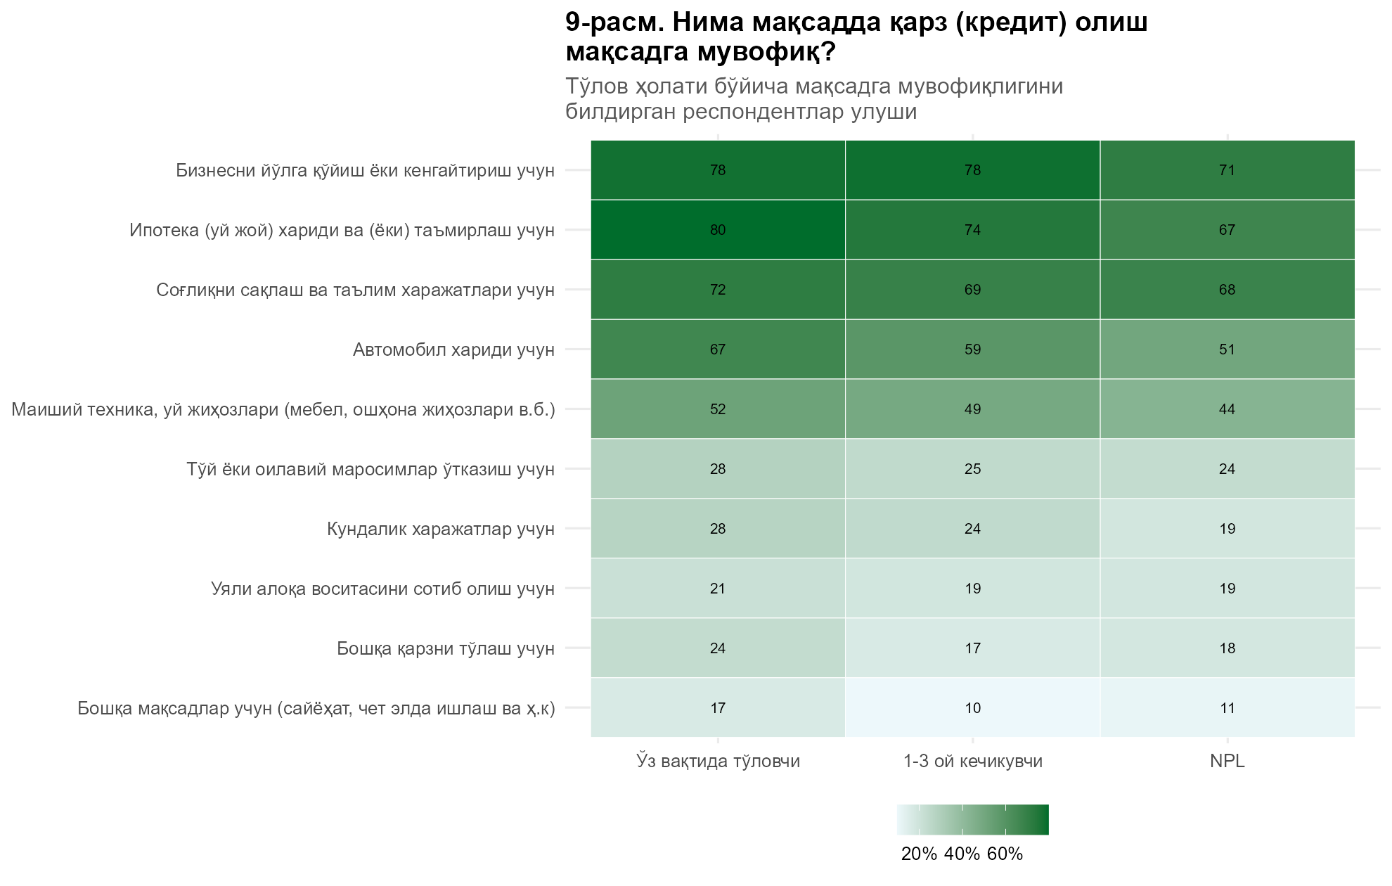 9-расм. Нима мақсадда қарз (кредит) олиш
мақсадга мувофиқ?
Тўлов ҳолати бўйича мақсадга мувофиқлигини
билдирган респондентлар улуши
Бизнесни йўлга қўйиш ёки кенгайтириш учун 78 78 71
Ипотека (уй жой) хариди ва (ёки) таъмирлаш учун 80 74 67
Соғлиқни сақлаш ва таълим харажатлари учун 72 69 68
Автомобил хариди учун 67 59 51
Маиший техника, уй жиҳозлари (мебел, ошҳона жиҳозлари в.б.) 52 49 44
Тўй ёки оилавий маросимлар ўтказиш учун 28 25 24
Кундалик харажатлар учун 28 24 19
Уяли алоқа воситасини сотиб олиш учун 21 19 19
Бошқа қарзни тўлаш учун 24 17 18
Бошқа мақсадлар учун (сайёҳат, чет элда ишлаш ва ҳ.к) 17 10 11
Ўз вақтида тўловчи 1-3 ой кечикувчи NPL
20% 40% 60%